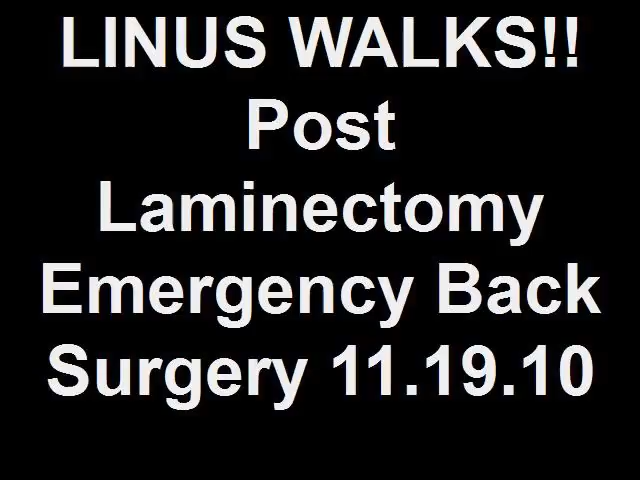 LINUS WALKS!!
Post
Laminectomy
Emergency Back
Surgery 11.19.10